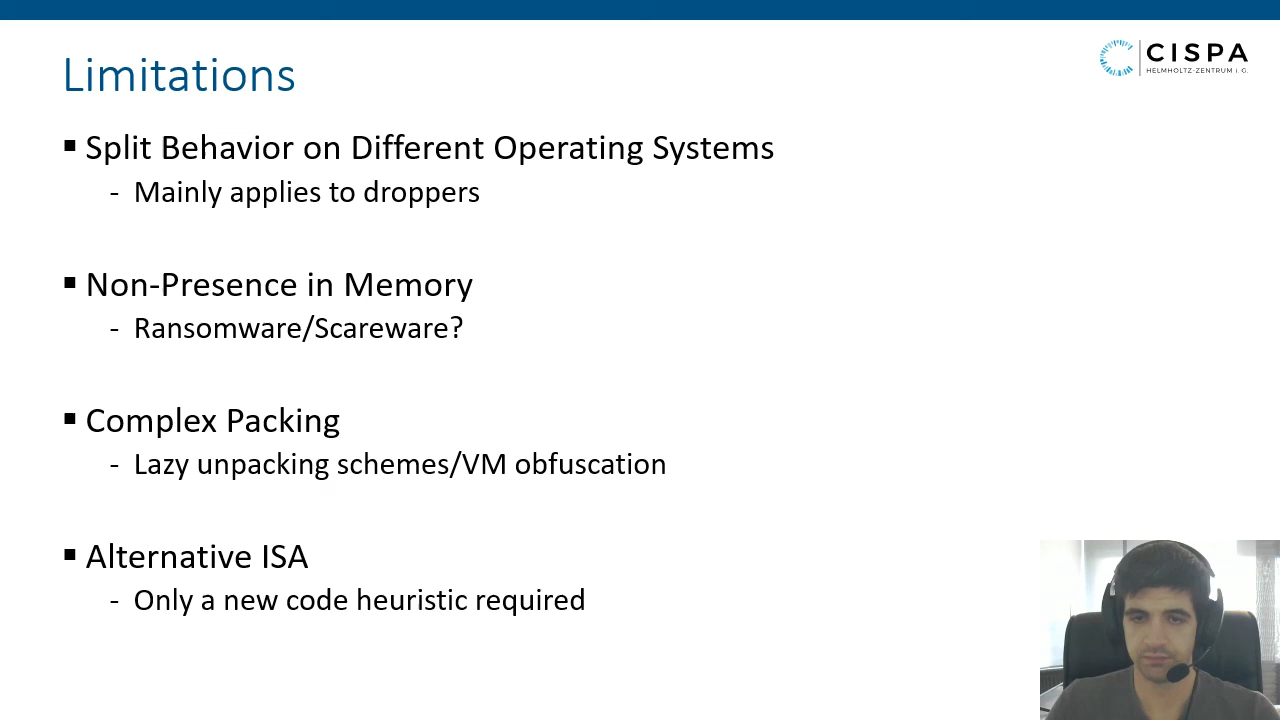 Limitations
CISPA
HELMHOLTZ-ZENTRUM i. G.
▪ Split Behavior on Different Operating Systems
- Mainly applies to droppers
▪ Non-Presence in Memory
- Ransomware/Scareware?
▪ Complex Packing
- Lazy unpacking schemes/VM obfuscation
▪ Alternative ISA
- Only a new code heuristic required